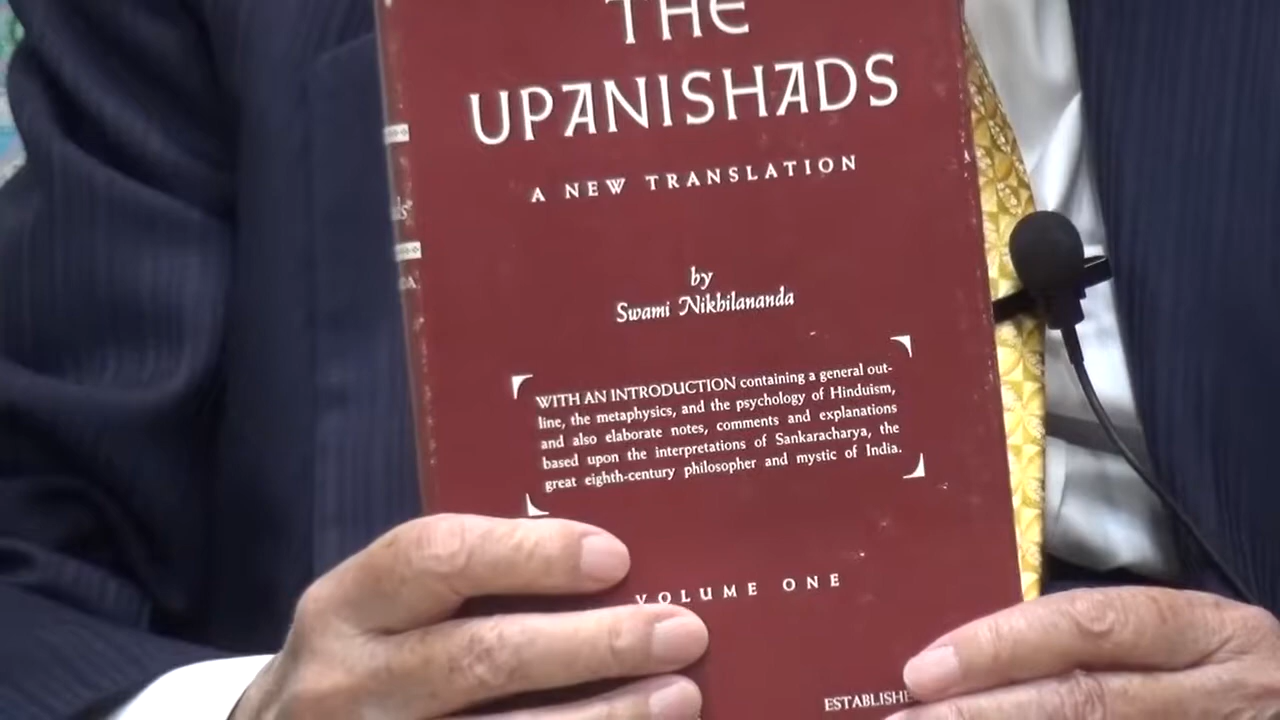 THE
UPANISHADS
A NEW TRANSLATION
by
Swami Nikhilananda
WITH AN INTRODUCTION containing a general out-
line, the metaphysics, and the psychology of Hinduism,
and also elaborate notes, comments and explanations
based upon the interpretations of Sankaracharya, the
great eighth-century philosopher and mystic of India.
VOLUME ONE